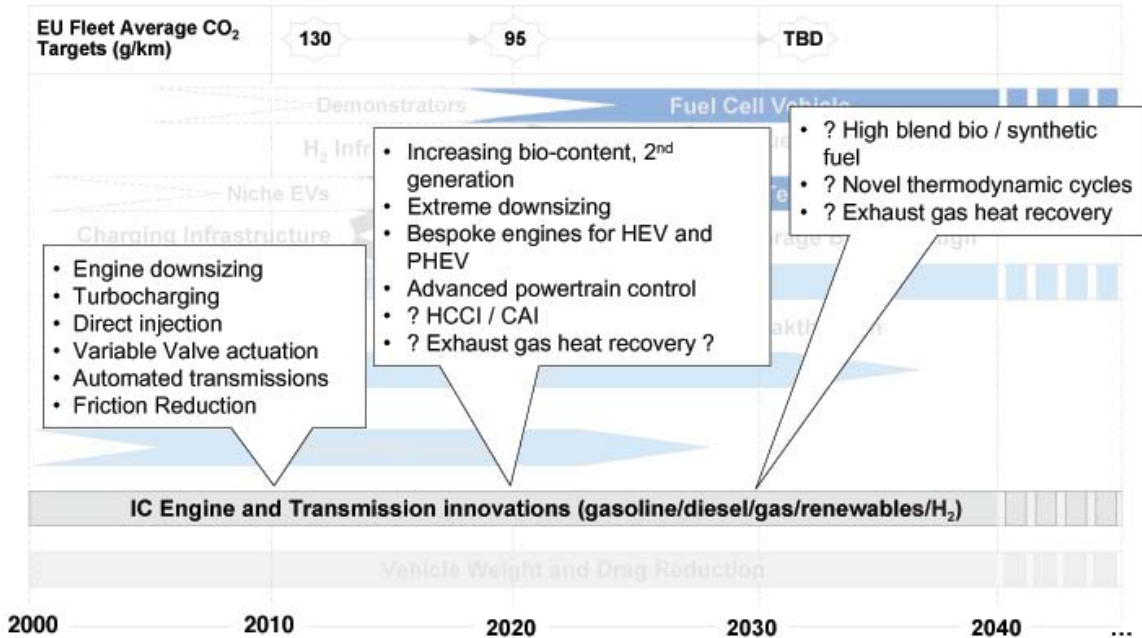 EU Fleet Average CO₂
Targets (g/km)
130
95
TBD
Demonstrators
Fuel Cell Vehicle
H₂
Niche EVs
Charging Infrastructure
• Engine downsizing
• Turbocharging
• Direct injection
• Variable Valve actuation
• Automated transmissions
• Friction Reduction
• Increasing bio-content, 2nd
generation
• Extreme downsizing
• Bespoke engines for HEV and
PHEV
• Advanced powertrain control
• ? HCCI / CAI
• ? Exhaust gas heat recovery ?
• ? High blend bio / synthetic
fuel
• ? Novel thermodynamic cycles
• ? Exhaust gas heat recovery
IC Engine and Transmission innovations (gasoline/diesel/gas/renewables/H₂)
Vehicle Weight and Drag Reduction
2000
2010
2020
2030
2040
...